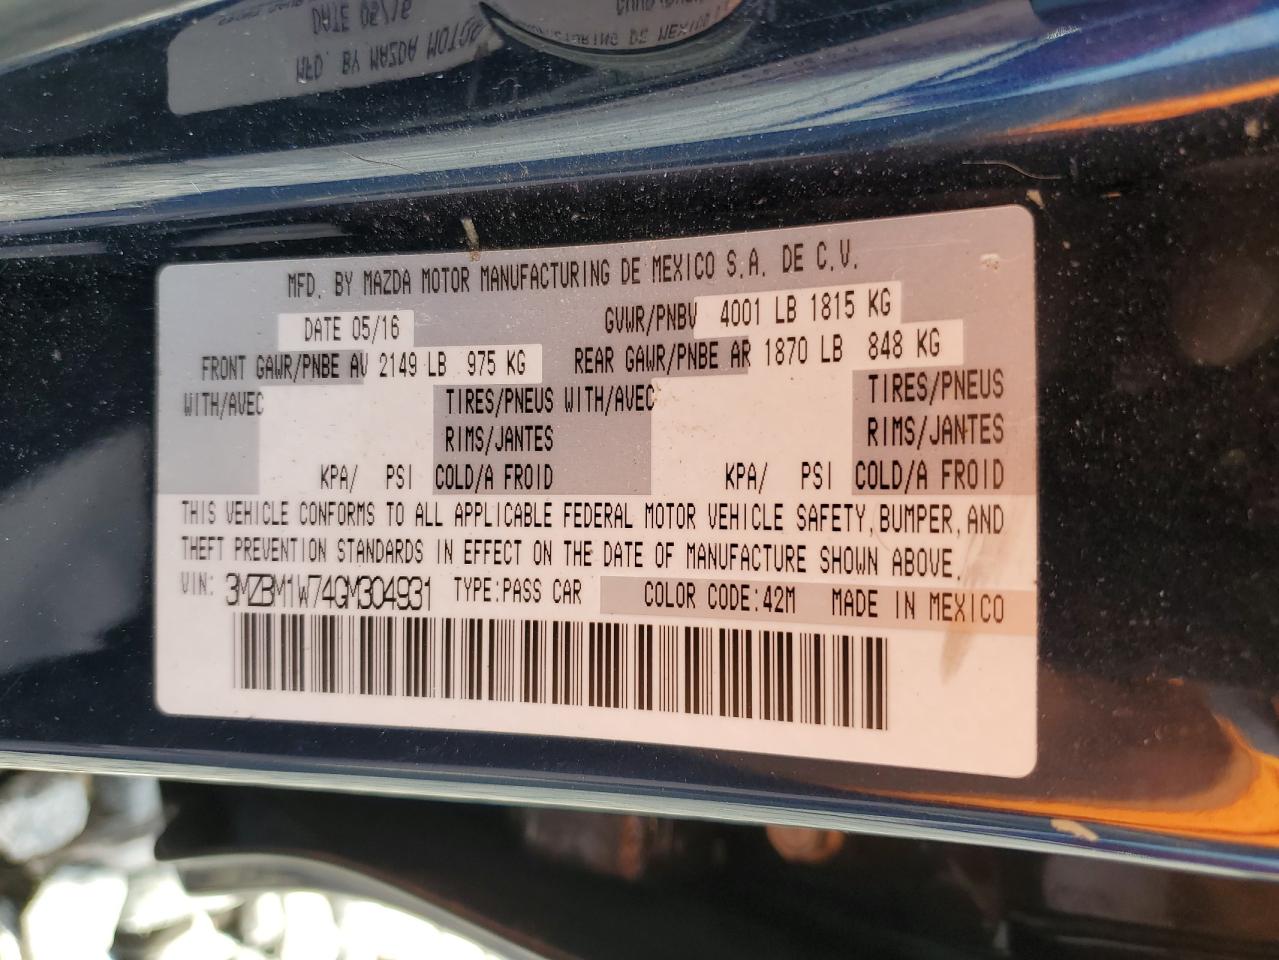 MFD. BY MAZDA MOTOR MANUFACTURING DE MEXICO S.A. DE C.V.
DATE 05/16 GVWR/PNBV 4001 LB 1815 KG
FRONT GAWR/PNBE AV 2149 LB 975 KG REAR GAWR/PNBE AR 1870 LB 848 KG
WITH/AVEC TIRES/PNEUS WITH/AVEC TIRES/PNEUS
RIMS/JANTES RIMS/JANTES
KPA/ PSI COLD/A FROID KPA/ PSI COLD/A FROID
THIS VEHICLE CONFORMS TO ALL APPLICABLE FEDERAL MOTOR VEHICLE SAFETY, BUMPER, AND
THEFT PREVENTION STANDARDS IN EFFECT ON THE DATE OF MANUFACTURE SHOWN ABOVE.
VIN: 3MZBM1W74GM304931 TYPE:PASS CAR COLOR CODE:42M MADE IN MEXICO